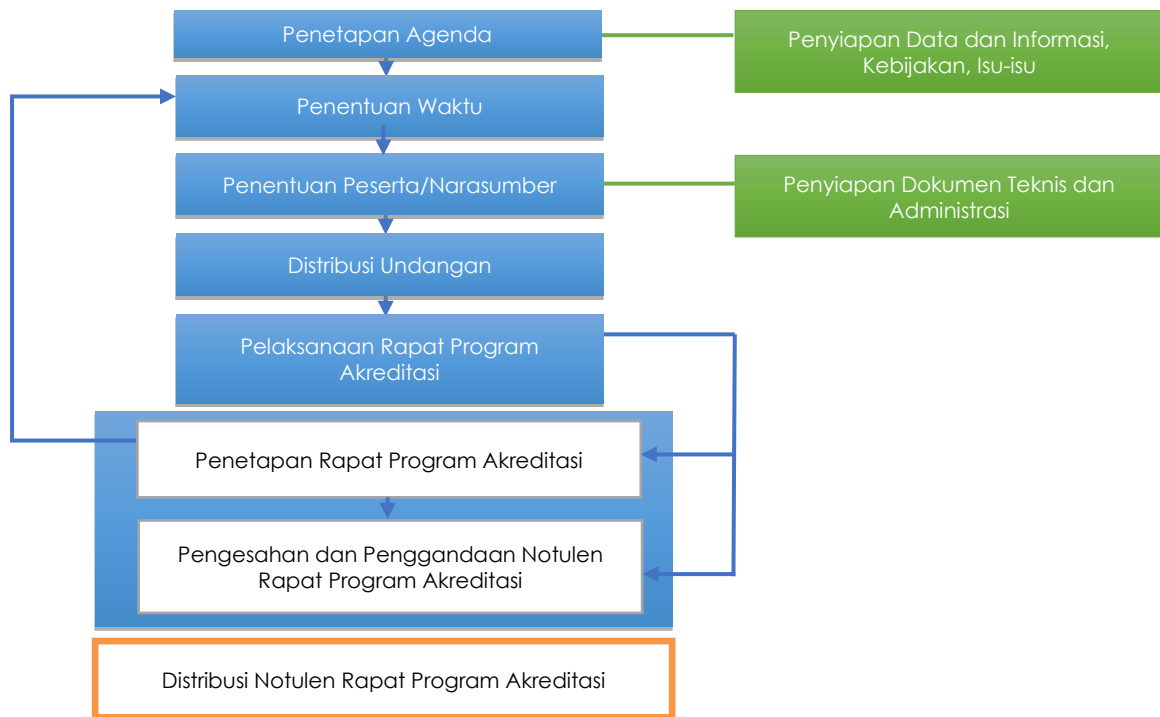 Penetapan Agenda
Penyiapan Data dan Informasi,
Kebijakan, Isu-isu
Penentuan Waktu
Penentuan Peserta/Narasumber
Penyiapan Dokumen Teknis dan
Administrasi
Distribusi Undangan
Pelaksanaan Rapat Program
Akreditasi
Penetapan Rapat Program Akreditasi
Pengesahan dan Penggandaan Notulen
Rapat Program Akreditasi
Distribusi Notulen Rapat Program Akreditasi